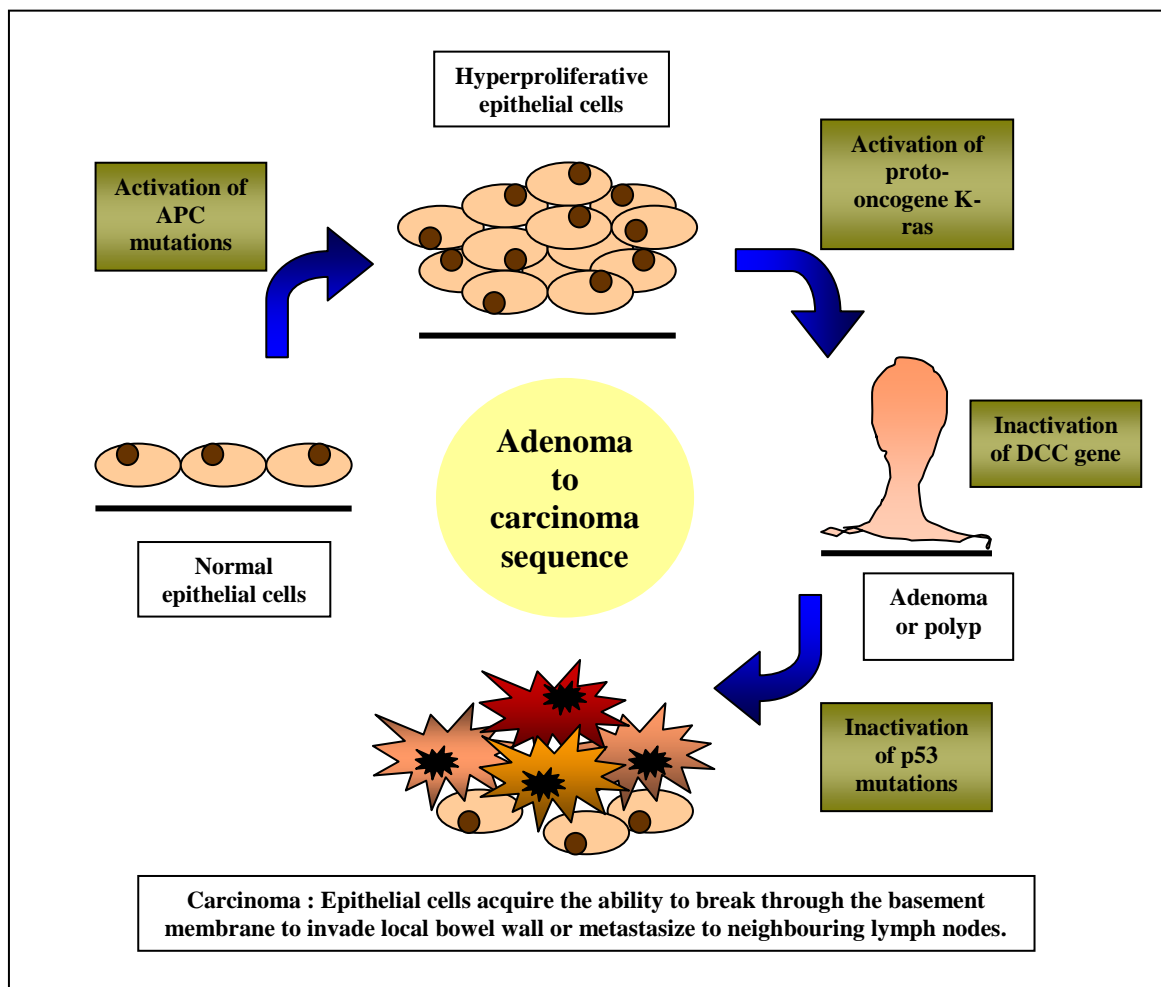 Hyperproliferative
epithelial cells
Activation of
APC
mutations
Activation of
proto-
oncogene K-
ras
Adenoma
to
carcinoma
sequence
Inactivation
of DCC gene
Normal
epithelial cells
Adenoma
or polyp
Inactivation
of p53
mutations
Carcinoma : Epithelial cells acquire the ability to break through the basement
membrane to invade local bowel wall or metastasize to neighbouring lymph nodes.